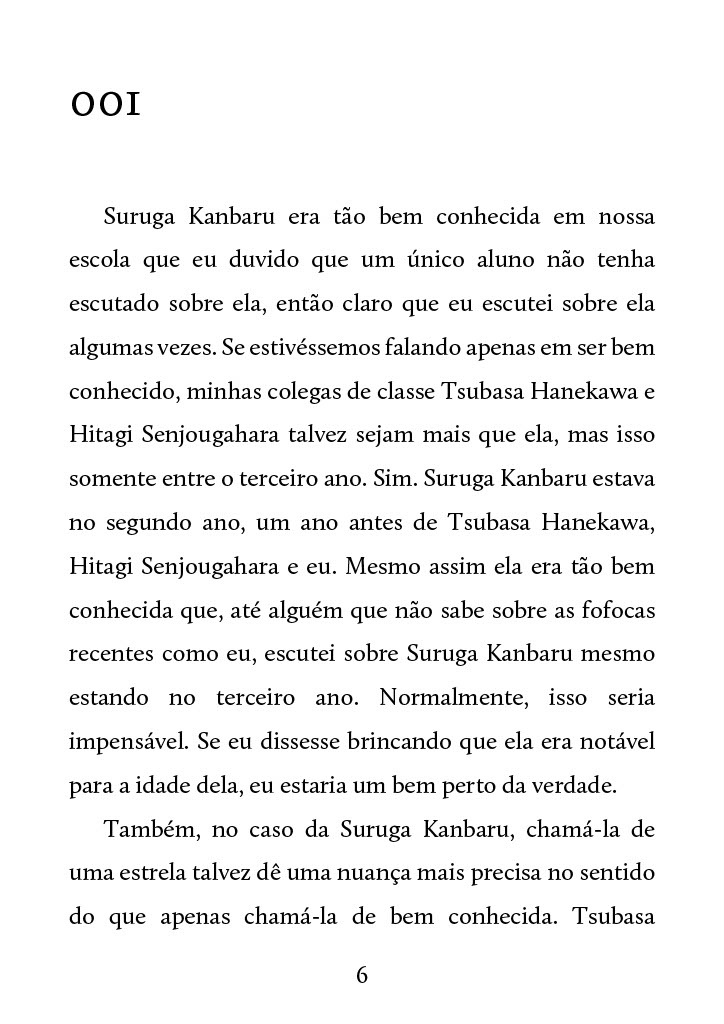 001
Suruga Kanbaru era tão bem conhecida em nossa
escola que eu duvido que um único aluno não tenha
escutado sobre ela, então claro que eu escutei sobre ela
algumas vezes. Se estivéssemos falando apenas em ser bem
conhecido, minhas colegas de classe Tsubasa Hanekawa e
Hitagi Senjougahara talvez sejam mais que ela, mas isso
somente entre o terceiro ano. Sim. Suruga Kanbaru estava
no segundo ano, um ano antes de Tsubasa Hanekawa,
Hitagi Senjougahara e eu. Mesmo assim ela era tão bem
conhecida que, até alguém que não sabe sobre as fofocas
recentes como eu, escutei sobre Suruga Kanbaru mesmo
estando no terceiro ano. Normalmente, isso seria
impensável. Se eu dissesse brincando que ela era notável
para a idade dela, eu estaria um bem perto da verdade.
Também, no caso da Suruga Kanbaru, chamá-la de
uma estrela talvez dê uma nuança mais precisa no sentido
do que apenas chamá-la de bem conhecida. Tsubasa
6